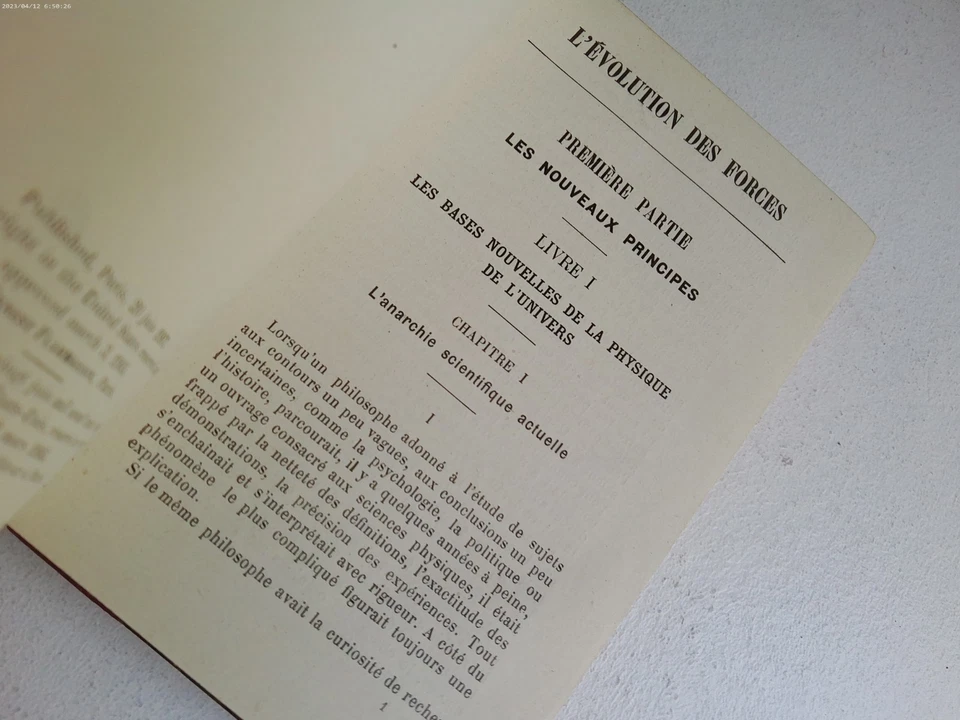 2023/04/12 6:50:26
L'ÉVOLUTION DES FORCES
PREMIÈRE PARTIE
LES NOUVEAUX PRINCIPES
LIVRE I
LES BASES NOUVELLES DE LA PHYSIQUE
DE L'UNIVERS
CHAPITRE I
L'anarchie scientifique actuelle
I
Lorsqu'un philosophe adonné à l'étude de sujets
aux contours un peu vagues, aux conclusions un peu
incertaines, comme la psychologie, la politique ou
l'histoire, parcourait, il y a quelques années à peine,
un ouvrage consacré aux sciences physiques, il était
frappé par la netteté des définitions, l'exactitude des
démonstrations, la précision des expériences. Tout
s'enchaînait et s'interprétait avec rigueur. A côté du
phénomène le plus compliqué figurait toujours une
explication.
Si le même philosophe avait la curiosité de
1
Published, Paris,